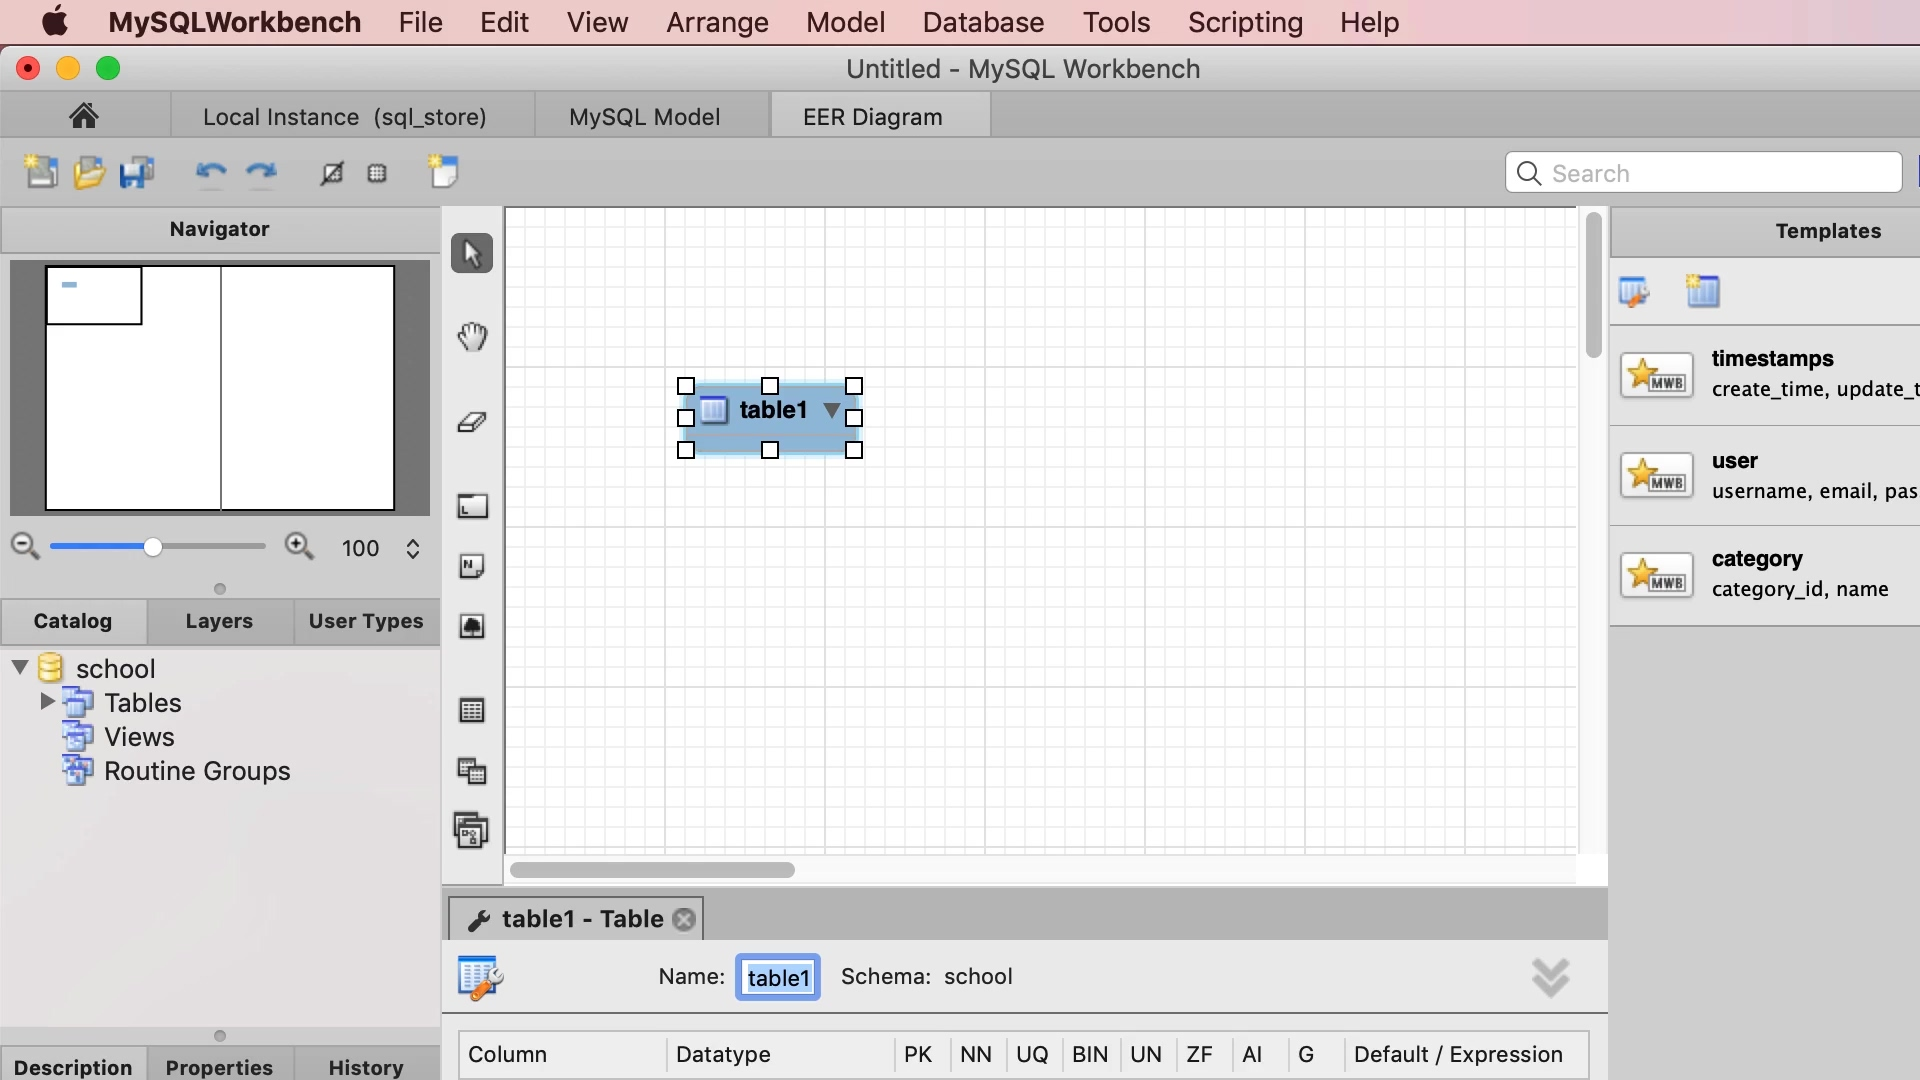 MySQLWorkbench File Edit View Arrange Model Database Tools Scripting Help
Untitled - MySQL Workbench
Local Instance (sql_store) MySQL Model EER Diagram
Search
Navigator
Templates
table1
timestamps
create_time, update_t
user
username, email, pas
category
category_id, name
MWB
MWB
MWB
100
Catalog Layers User Types
school
Tables
Views
Routine Groups
table1 - Table
Name: table1 Schema: school
Column Datatype PK NN UQ BIN UN ZF AI G Default / Expression
Description Properties History